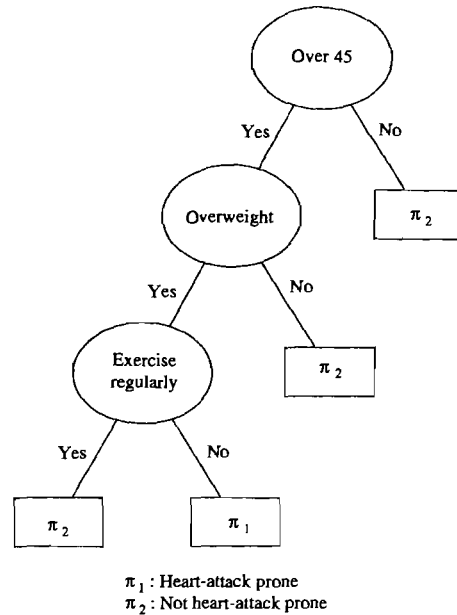 Over 45
Yes
No
Overweight
π₂
Yes
No
Exercise
regularly
π₂
Yes
No
π₂
π₁
π₁ : Heart-attack prone
π₂ : Not heart-attack prone